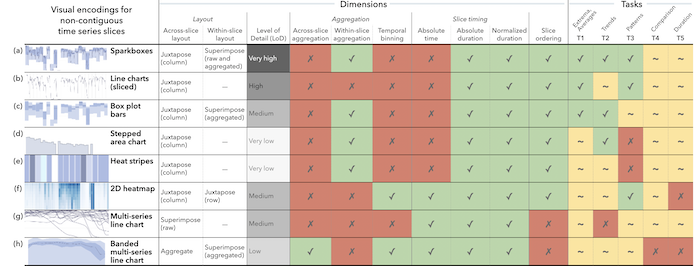 Visual encodings for
non-contiguous
time series slices
Dimensions
Tasks
Layout
Aggregation
Slice timing
Across-slice layout
Within-slice layout
Level of Detail (LoD)
Across-slice aggregation
Within-slice aggregation
Temporal binning
Absolute time
Absolute duration
Normalized duration
Slice ordering
Extrema, Averages
T1
Trends
T2
Patterns
T3
Comparison
T4
Duration
T5
(a) Sparkboxes Juxtapose (column) Superimpose (raw and aggregated) Very high ✗ ✓ ✗ ✗ ✓ ✓ ✓ ✓ ✓ ✓ ~ ~
(b) Line charts (sliced) Juxtapose (column) — High ✗ ✗ ✗ ✗ ✓ ✓ ✓ ✓ ~ ✓ ~ ~
(c) Box plot bars Juxtapose (column) Superimpose (aggregated) Medium ✗ ✓ ✗ ✗ ✓ ✓ ✓ ✓ ✓ ~ ~ ~
(d) Stepped area chart Juxtapose (column) — Very low ✗ ✓ ✗ ✗ ✓ ✓ ✓ ~ ✓ ✗ ~ ~
(e) Heat stripes Juxtapose (column) — Very low ✗ ✓ ✗ ✗ ✓ ✓ ✓ ~ ~ ✗ ~ ~
(f) 2D heatmap Juxtapose (column) Juxtapose (row) Medium ✗ ✗ ✓ ✓ ✓ ✓ ✓ ~ ~ ✓ ~ ✗
(g) Multi-series line chart Superimpose (raw) — Medium ✗ ✗ ✗ ✓ ✓ ✓ ✗ ~ ✗ ~ ~ ~
(h) Banded multi-series line chart Aggregate Superimpose (aggregated) Low ✓ ✗ ✓ ✓ ✓ ✓ ✗ ~ ~ ~ ✗ ✗